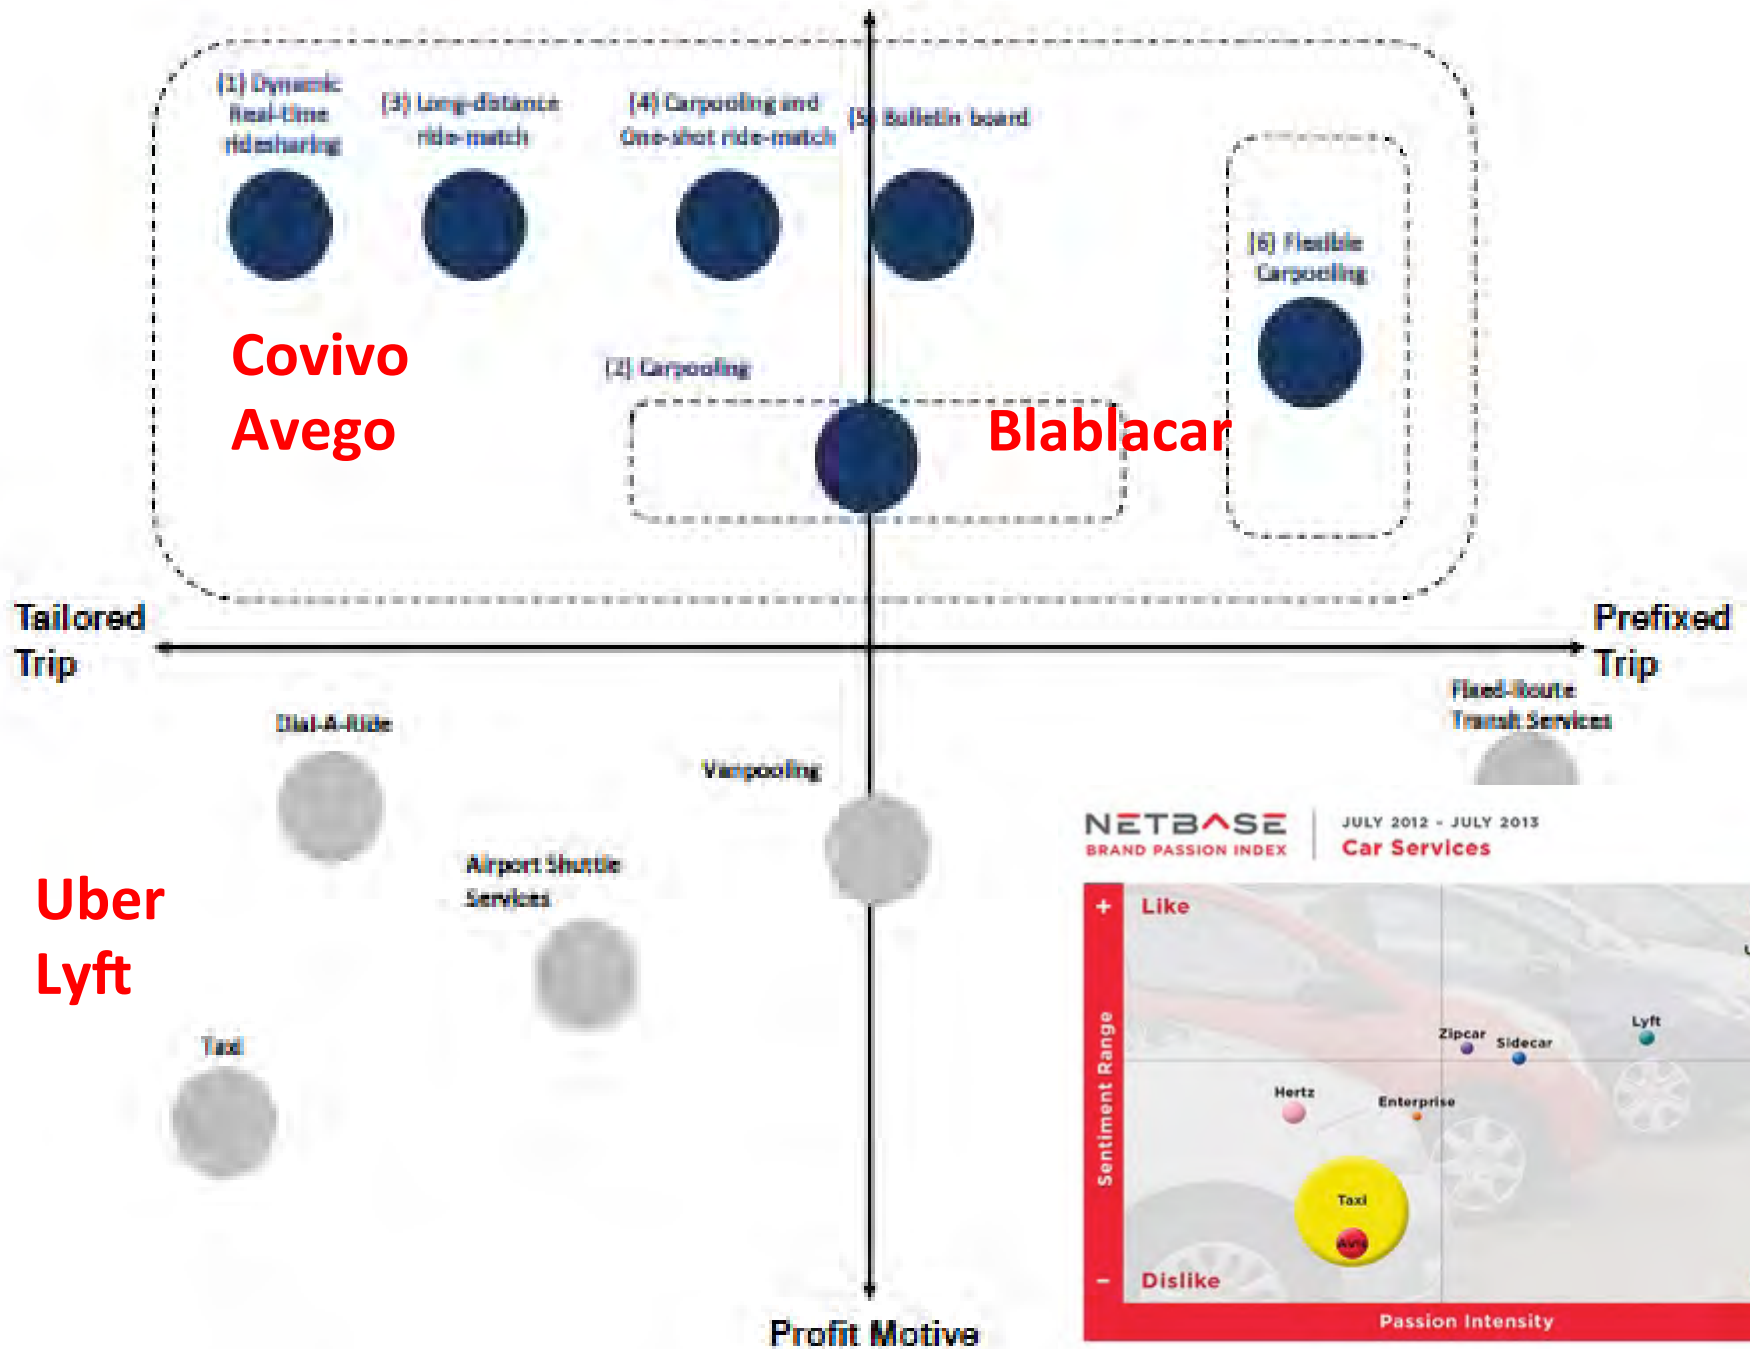 (1) Dynamic
Real-time
ridesharing
(3) Long-distance
ride-match
(4) Carpooling and
One-shot ride-match
(5) Bulletin board
(6) Flexible
Carpooling
Covivo
Avego
(2) Carpooling
Blablacar
Tailored
Trip
Prefixed
Trip
Fixed-Route
Transit Services
Dial-A-Ride
Vanpooling
Airport Shuttle
Services
Uber
Lyft
Taxi
Profit Motive
NETBASE
BRAND PASSION INDEX
JULY 2012 - JULY 2013
Car Services
+
Like
Sentiment Range
Zipcar
Sidecar
Lyft
Hertz
Enterprise
Taxi
Avis
-
Dislike
Passion Intensity